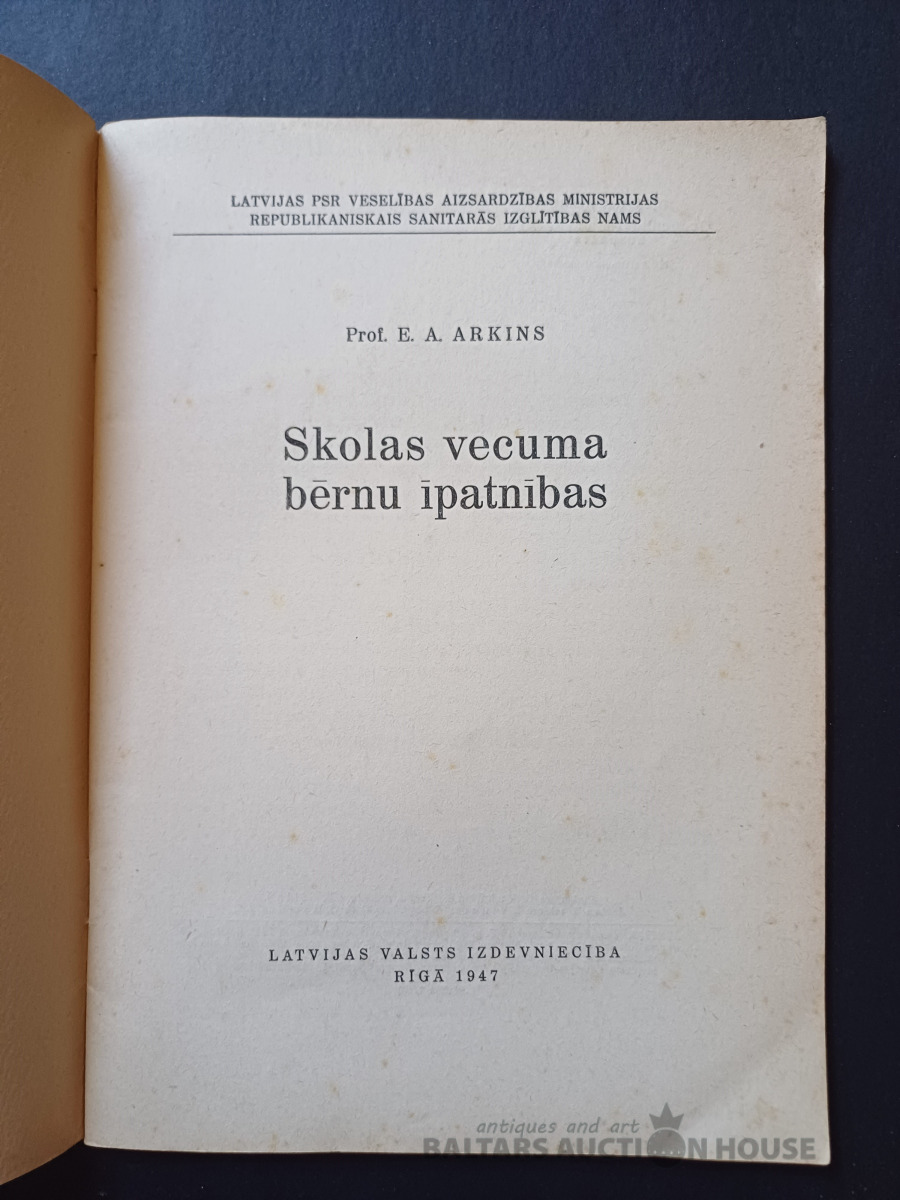 LATVIJAS PSR VESELĪBAS AIZSARDZĪBAS MINISTRIJAS
REPUBLIKANISKAIS SANITARĀS IZGLĪTĪBAS NAMS
Prof. E. A. ARKINS
Skolas vecuma
bērnu īpatnības
LATVIJAS VALSTS IZDEVNIECĪBA
RĪGĀ 1947
antiques and art
BALTARS AUCTION HOUSE